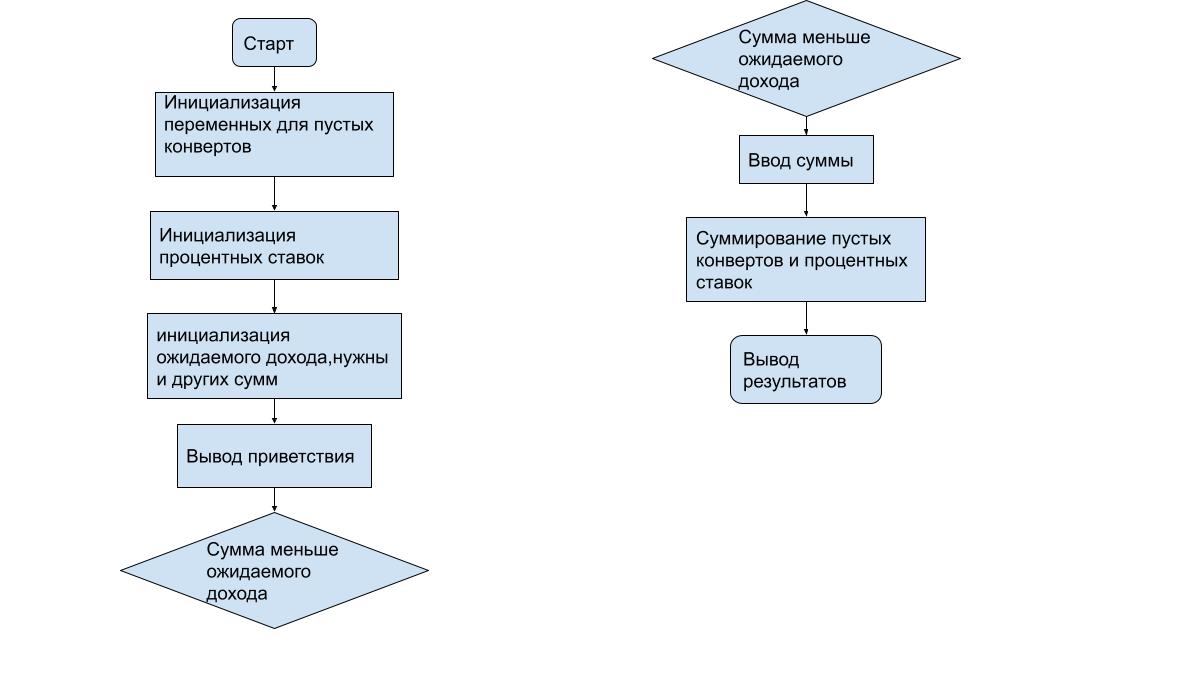 Старт
Инициализация
переменных для пустых
конвертов
Инициализация
процентных ставок
инициализация
ожидаемого дохода,нужны
и других сумм
Вывод приветствия
Сумма меньше
ожидаемого
дохода
Сумма меньше
ожидаемого
дохода
Ввод суммы
Суммирование пустых
конвертов и процентных
ставок
Вывод
результатов